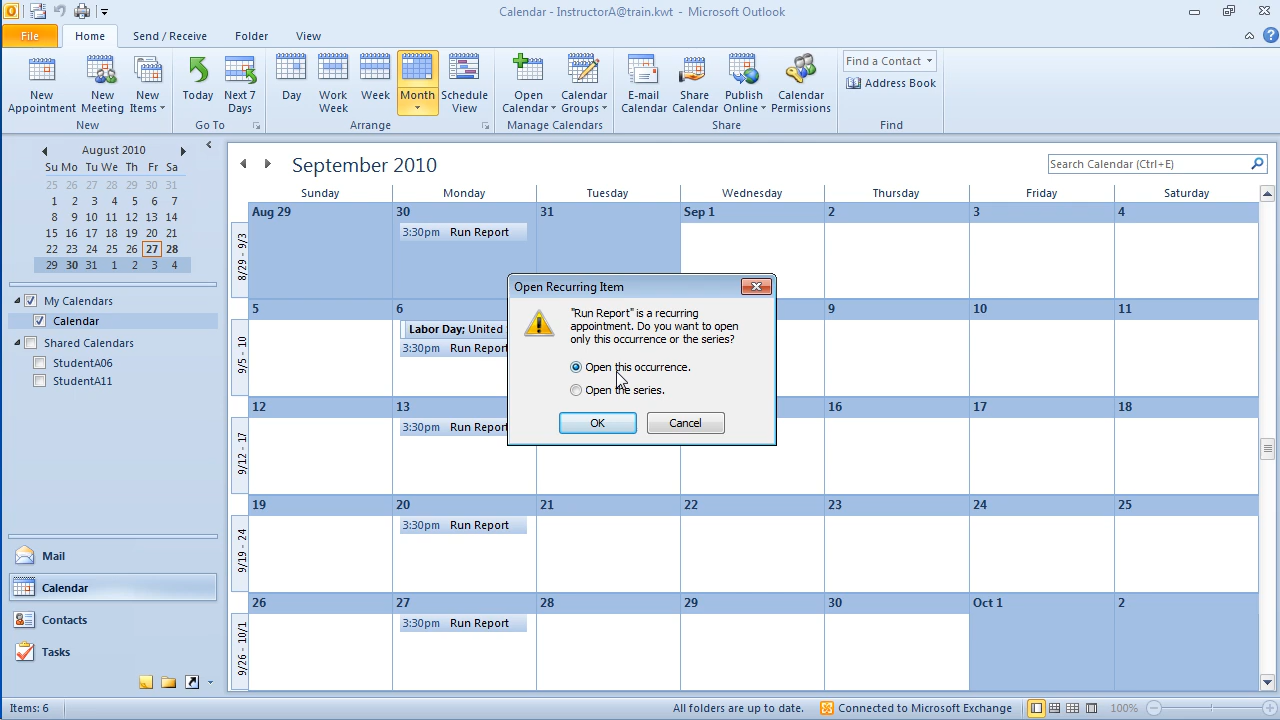 Calendar - InstructorA@train.kwt - Microsoft Outlook
File Home Send / Receive Folder View
New Appointment
New Meeting
New Items
Today
Next 7 Days
Day
Work Week
Week
Month
Schedule View
Open Calendar
Calendar Groups
E-mail Calendar
Share Calendar
Publish Online
Calendar Permissions
Find a Contact
Address Book
New Go To Arrange Manage Calendars Share Find
August 2010
Su Mo Tu We Th Fr Sa
25 26 27 28 29 30 31
1 2 3 4 5 6 7
8 9 10 11 12 13 14
15 16 17 18 19 20 21
22 23 24 25 26 27 28
29 30 31 1 2 3 4
My Calendars
Calendar
Shared Calendars
StudentA06
StudentA11
Mail
Calendar
Contacts
Tasks
September 2010
Search Calendar (Ctrl+E)
Sunday Monday Tuesday Wednesday Thursday Friday Saturday
8/29 - 9/3
Aug 29 30 31 Sep 1 2 3 4
3:30pm Run Report
9/5 - 10
5 6 9 10 11
Labor Day; United
3:30pm Run Report
9/12 - 17
12 13 16 17 18
3:30pm Run Report
9/19 - 24
19 20 21 22 23 24 25
3:30pm Run Report
9/26 - 10/1
26 27 28 29 30 Oct 1 2
3:30pm Run Report
Open Recurring Item
"Run Report" is a recurring
appointment. Do you want to open
only this occurrence or the series?
Open this occurrence.
Open the series.
OK Cancel
Items: 6
All folders are up to date. Connected to Microsoft Exchange 100%